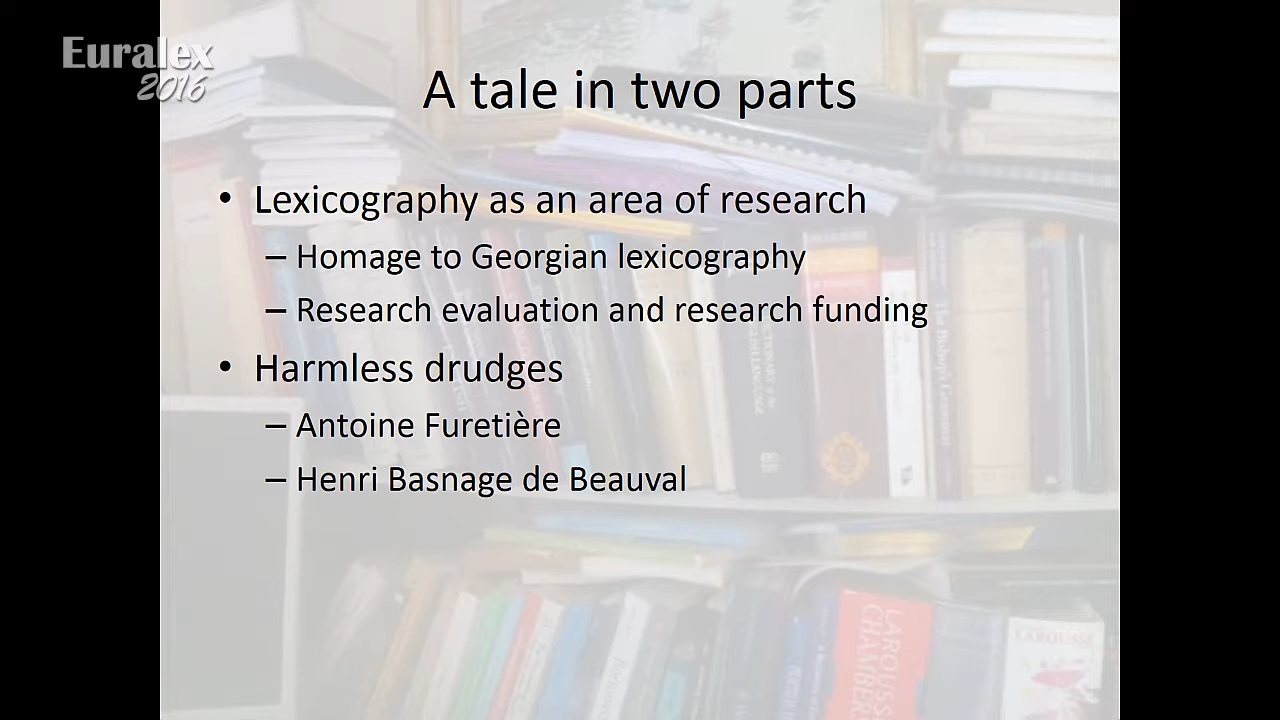 Euralex
2016
A tale in two parts
• Lexicography as an area of research
– Homage to Georgian lexicography
– Research evaluation and research funding
• Harmless drudges
– Antoine Furetière
– Henri Basnage de Beauval
LAROUSSE
CHAMBERS
LAROUSSE